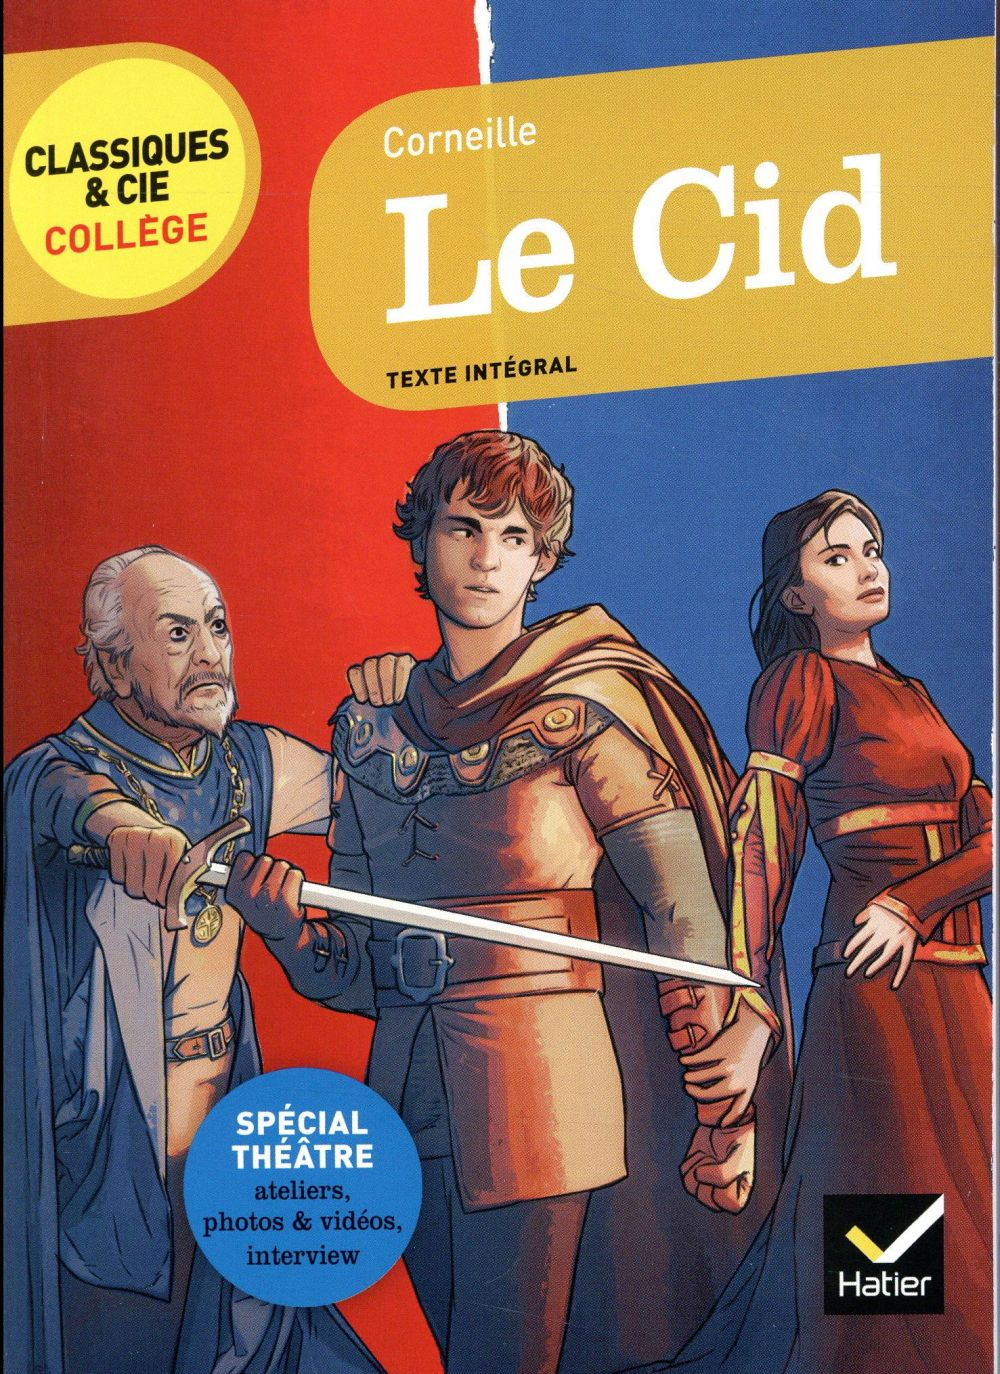 CLASSIQUES
& CIE
COLLÈGE
Corneille
Le Cid
TEXTE INTÉGRAL
SPÉCIAL
THÉÂTRE
ateliers,
photos & vidéos,
interview
Hatier